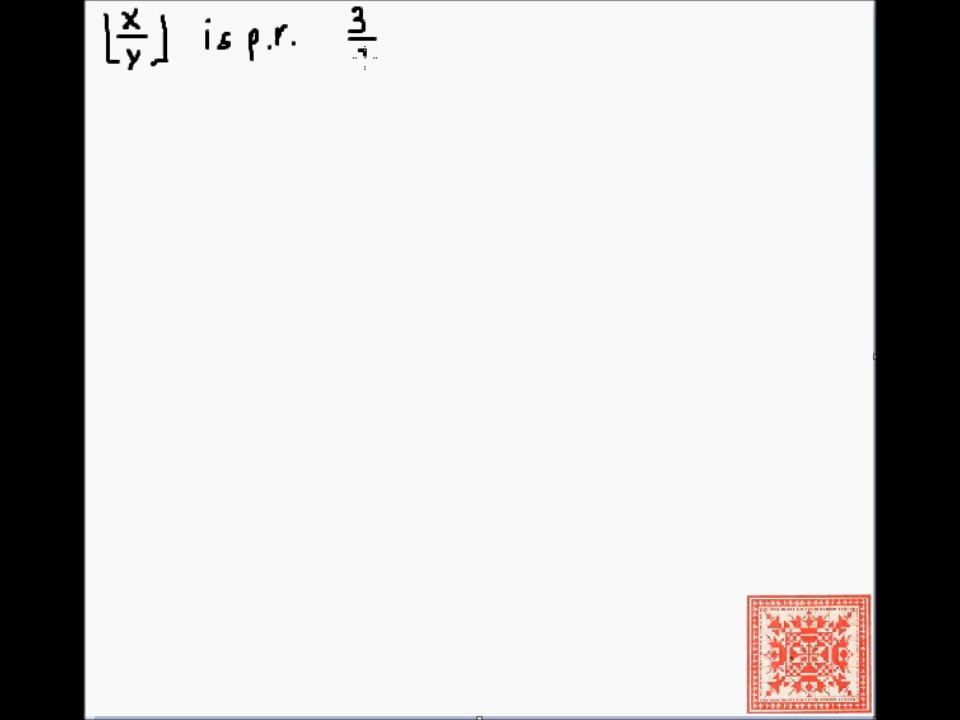 ⌊x/y⌋ is p.r. 3/